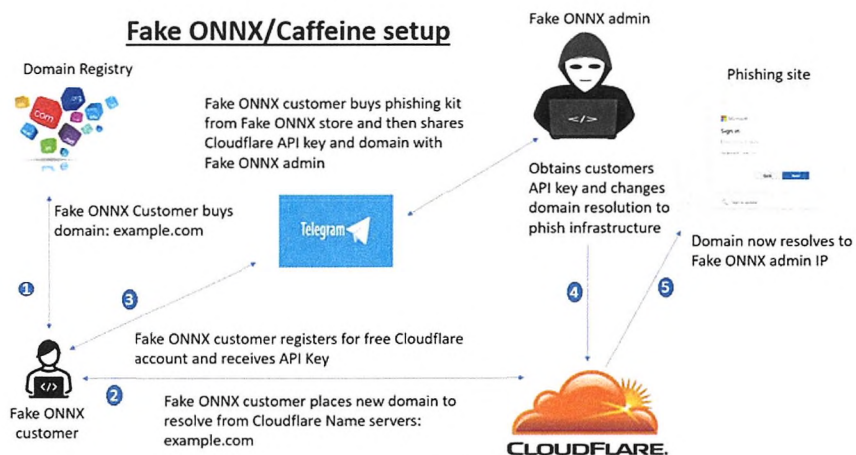 Fake ONNX/Caffeine setup
Fake ONNX admin
Domain Registry
Phishing site
com
org
Fake ONNX customer buys phishing kit
from Fake ONNX store and then shares
Cloudflare API key and domain with
Fake ONNX admin
</>
Microsoft
Sign in
Back
Next
Obtains customers
API key and changes
domain resolution to
phish infrastructure
Fake ONNX Customer buys
domain: example.com
Telegram
Domain now resolves to
Fake ONNX admin IP
1
3
4
5
Fake ONNX customer registers for free Cloudflare
account and receives API Key
</>
2
Fake ONNX
customer
Fake ONNX customer places new domain to
resolve from Cloudflare Name servers:
example.com
CLOUDFLARE.